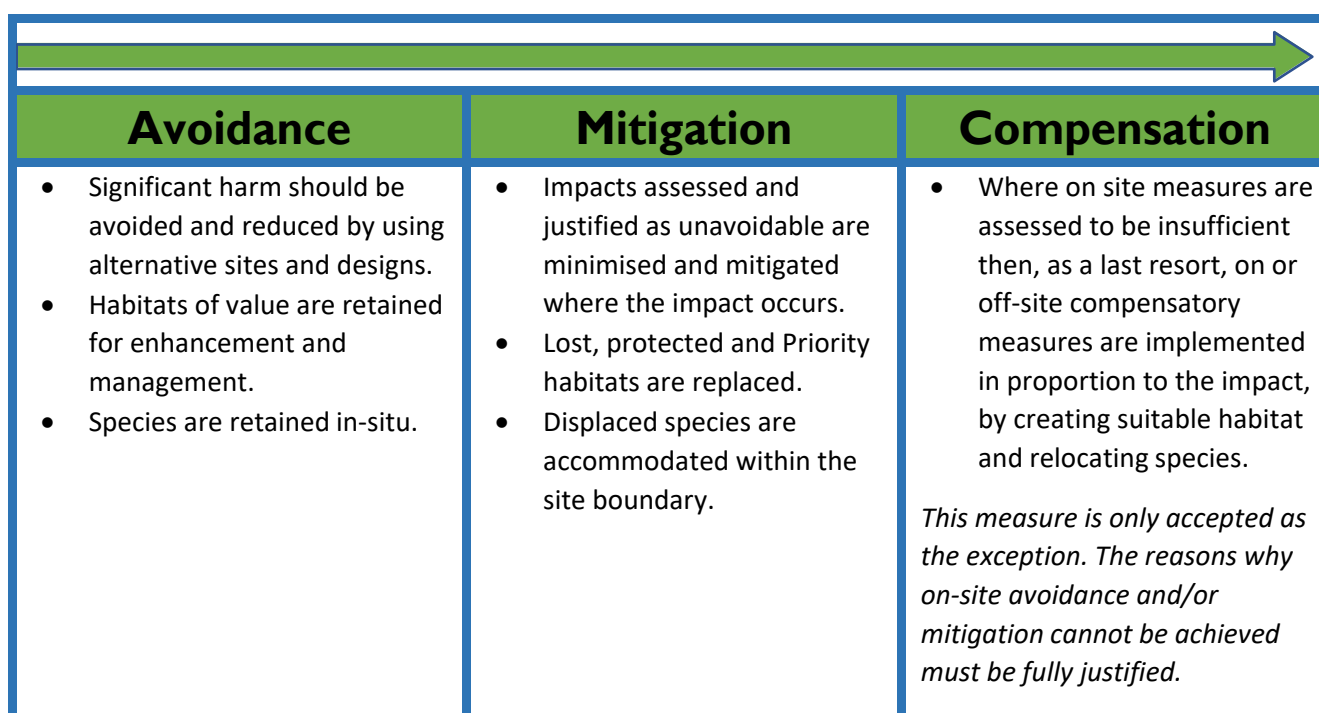 Avoidance
Mitigation
Compensation
• Significant harm should be
avoided and reduced by using
alternative sites and designs.
• Habitats of value are retained
for enhancement and
management.
• Species are retained in-situ.
• Impacts assessed and
justified as unavoidable are
minimised and mitigated
where the impact occurs.
• Lost, protected and Priority
habitats are replaced.
• Displaced species are
accommodated within the
site boundary.
• Where on site measures are
assessed to be insufficient
then, as a last resort, on or
off-site compensatory
measures are implemented
in proportion to the impact,
by creating suitable habitat
and relocating species.
This measure is only accepted as
the exception. The reasons why
on-site avoidance and/or
mitigation cannot be achieved
must be fully justified.